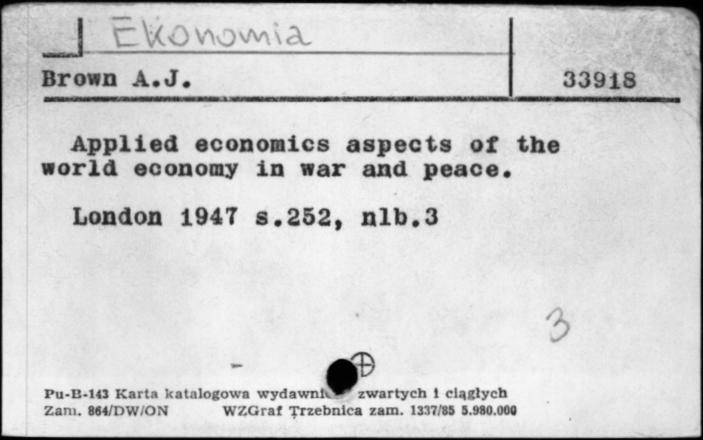 Ekonomia
Brown A.J. 33918
Applied economics aspects of the
world economy in war and peace.
London 1947 s.252, nlb.3
3
Pu-B-143 Karta katalogowa zwartych i ciągłych
Zam. 864/DW/ON WZGraf Trzebnica zam. 1337/85 5.980.000